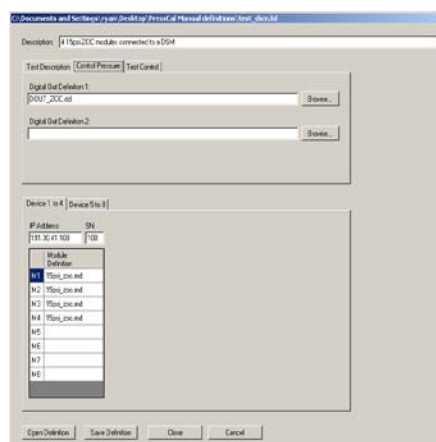 C:\Documents and Settings\ryan\Desktop\PressCal Manual definitions\test_dsm.td
Description: 4 15psi ZOC modules connected to a DSM
Test Description Control Pressure Test Control
Digital Out Definition 1:
DOUT_ZOC.dd Browse...
Digital Out Definition 2:
Browse...
Device 1 to 4 Device 5 to 8
IP Address SN
191.30.41.108 108
Module
Definition
M1 15psi_zoc.md
M2 15psi_zoc.md
M3 15psi_zoc.md
M4 15psi_zoc.md
M5
M6
M7
M8
Open Definition Save Definition Close Cancel